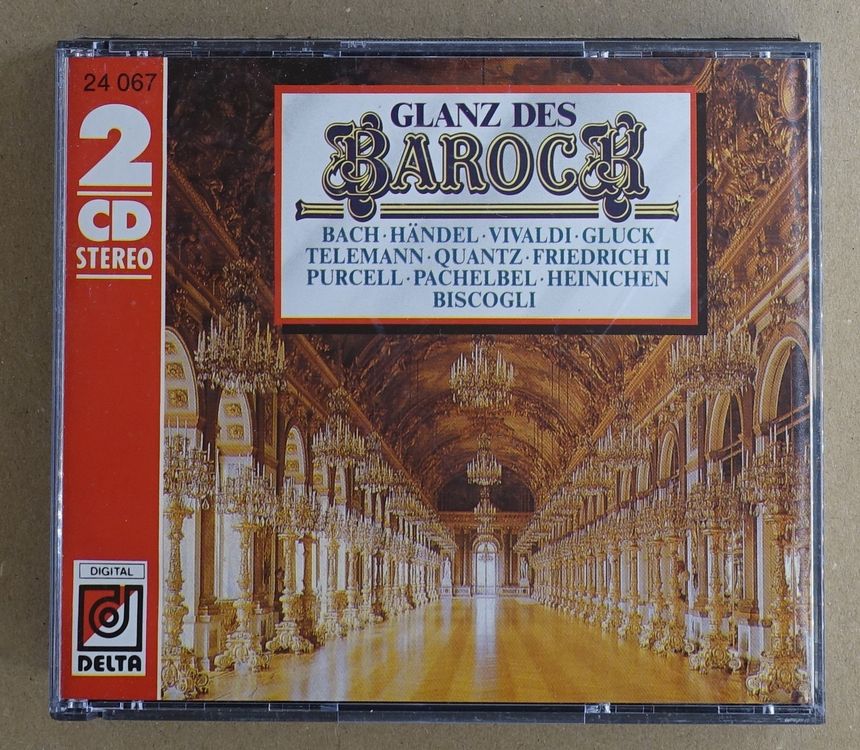 24 067
2
CD
STEREO
GLANZ DES
BAROCK
BACH · HÄNDEL · VIVALDI · GLUCK
TELEMANN · QUANTZ · FRIEDRICH II
PURCELL · PACHELBEL · HEINICHEN
BISCOGLI
DIGITAL
DELTA